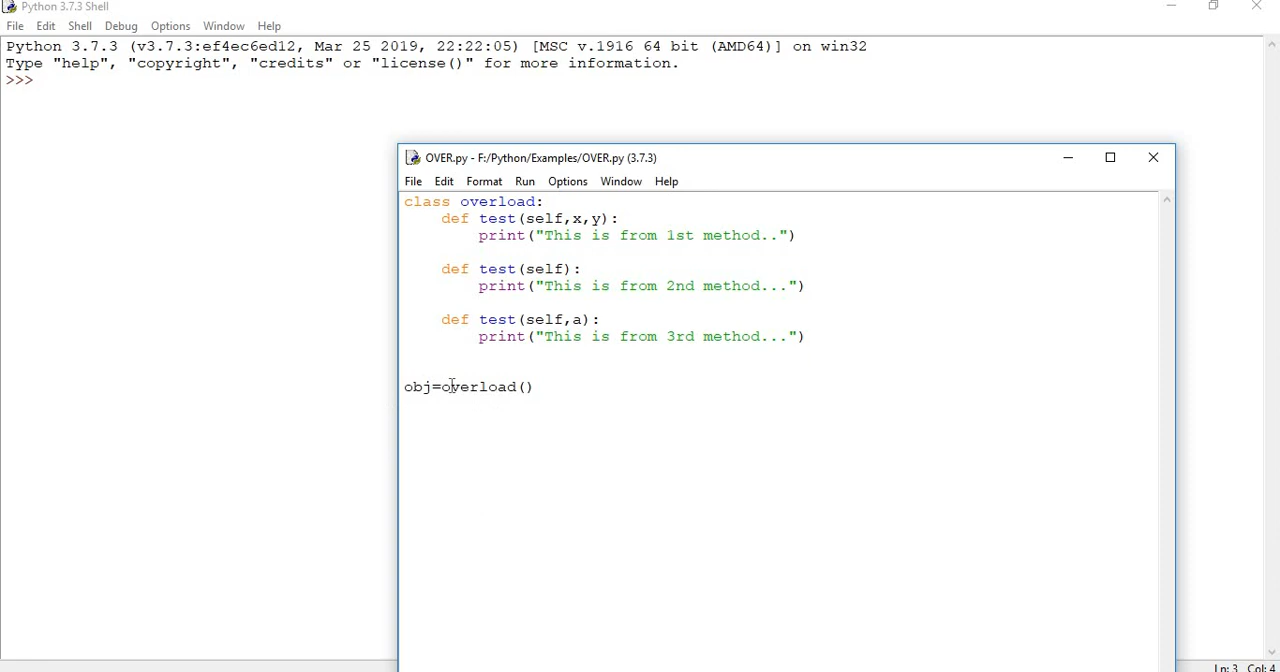 Python 3.7.3 Shell
File Edit Shell Debug Options Window Help
Python 3.7.3 (v3.7.3:ef4ec6ed12, Mar 25 2019, 22:22:05) [MSC v.1916 64 bit (AMD64)] on win32
Type "help", "copyright", "credits" or "license()" for more information.
>>>
OVER.py - F:/Python/Examples/OVER.py (3.7.3)
File Edit Format Run Options Window Help
class overload:
    def test(self,x,y):
        print("This is from 1st method..")
    def test(self):
        print("This is from 2nd method...")
    def test(self,a):
        print("This is from 3rd method...")
obj=overload()
Ln: 3 Col: 4